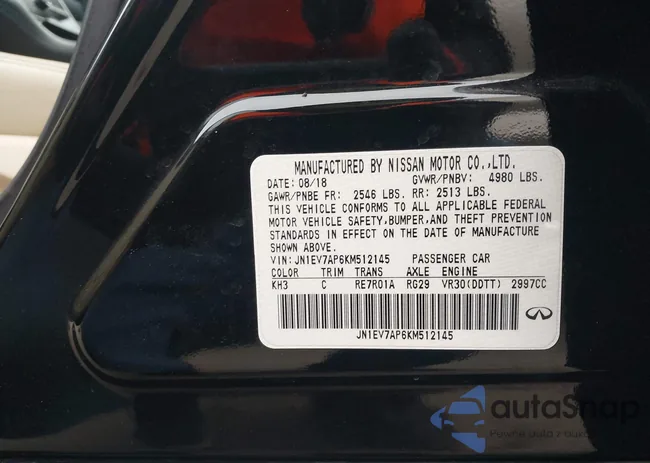 MANUFACTURED BY NISSAN MOTOR CO.,LTD.
DATE: 08/18 GVWR/PNBV: 4980 LBS.
GAWR/PNBE FR: 2546 LBS. RR: 2513 LBS.
THIS VEHICLE CONFORMS TO ALL APPLICABLE FEDERAL
MOTOR VEHICLE SAFETY,BUMPER,AND THEFT PREVENTION
STANDARDS IN EFFECT ON THE DATE OF MANUFACTURE
SHOWN ABOVE.
VIN: JN1EV7AP6KM512145 PASSENGER CAR
COLOR TRIM TRANS AXLE ENGINE
KH3 C RE7R01A RG29 VR30(DDTT) 2997CC
JN1EV7AP6KM512145
autaSnap
Pewne auta z